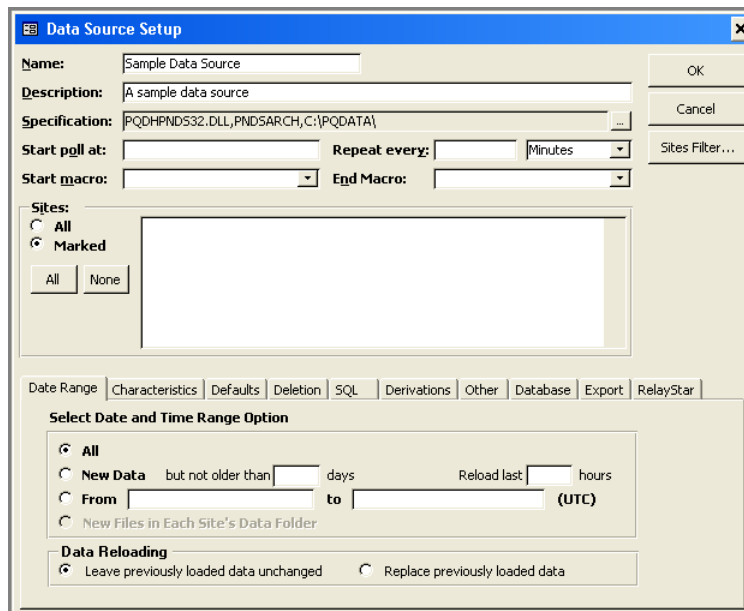 Data Source Setup
Name: Sample Data Source
OK
Description: A sample data source
Cancel
Specification: PQDHPNDS32.DLL,PNDSARCH,C:\PQDATA\ ...
Start poll at: Repeat every: Minutes
Sites Filter...
Start macro: End Macro:
Sites:
All
Marked
All None
Date Range Characteristics Defaults Deletion SQL Derivations Other Database Export RelayStar
Select Date and Time Range Option
All
New Data but not older than days Reload last hours
From to (UTC)
New Files in Each Site's Data Folder
Data Reloading
Leave previously loaded data unchanged Replace previously loaded data